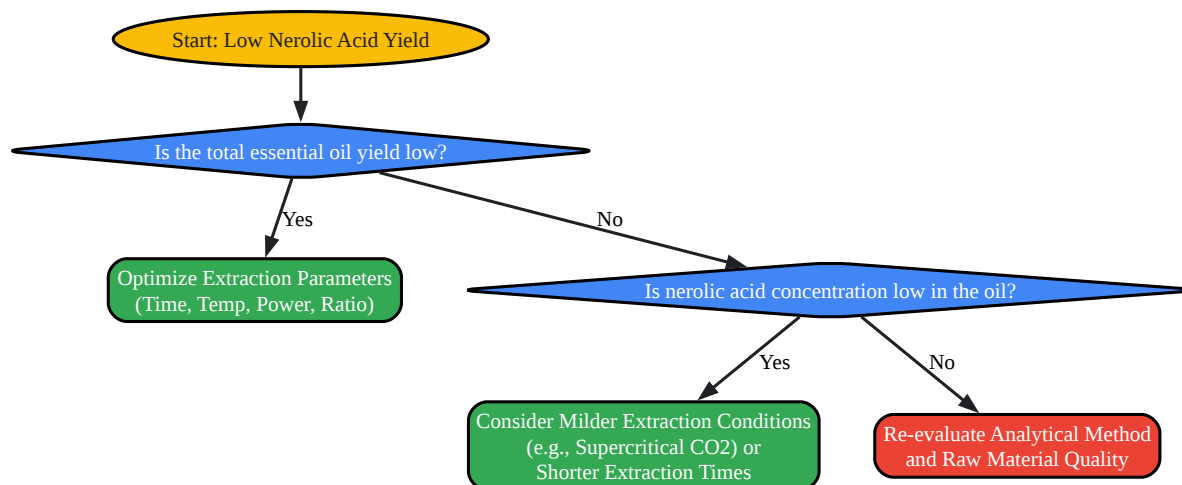 Start: Low Nerolic Acid Yield
Is the total essential oil yield low?
Yes
No
Optimize Extraction Parameters
(Time, Temp, Power, Ratio)
Is nerolic acid concentration low in the oil?
Yes
No
Consider Milder Extraction Conditions
(e.g., Supercritical CO2) or
Shorter Extraction Times
Re-evaluate Analytical Method
and Raw Material Quality